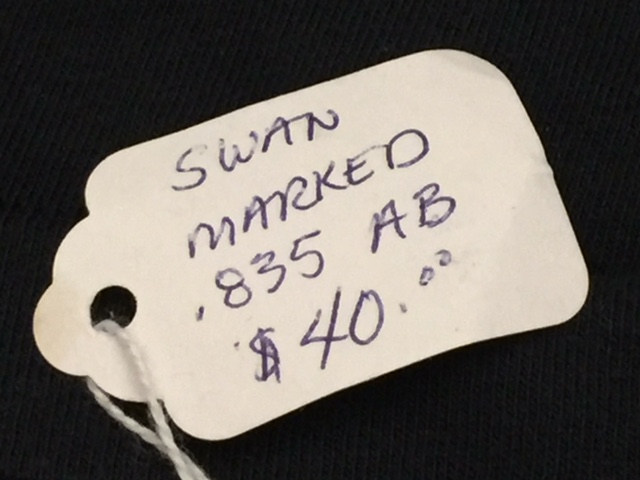 SWAN
MARKED
.835 AB
$40.00